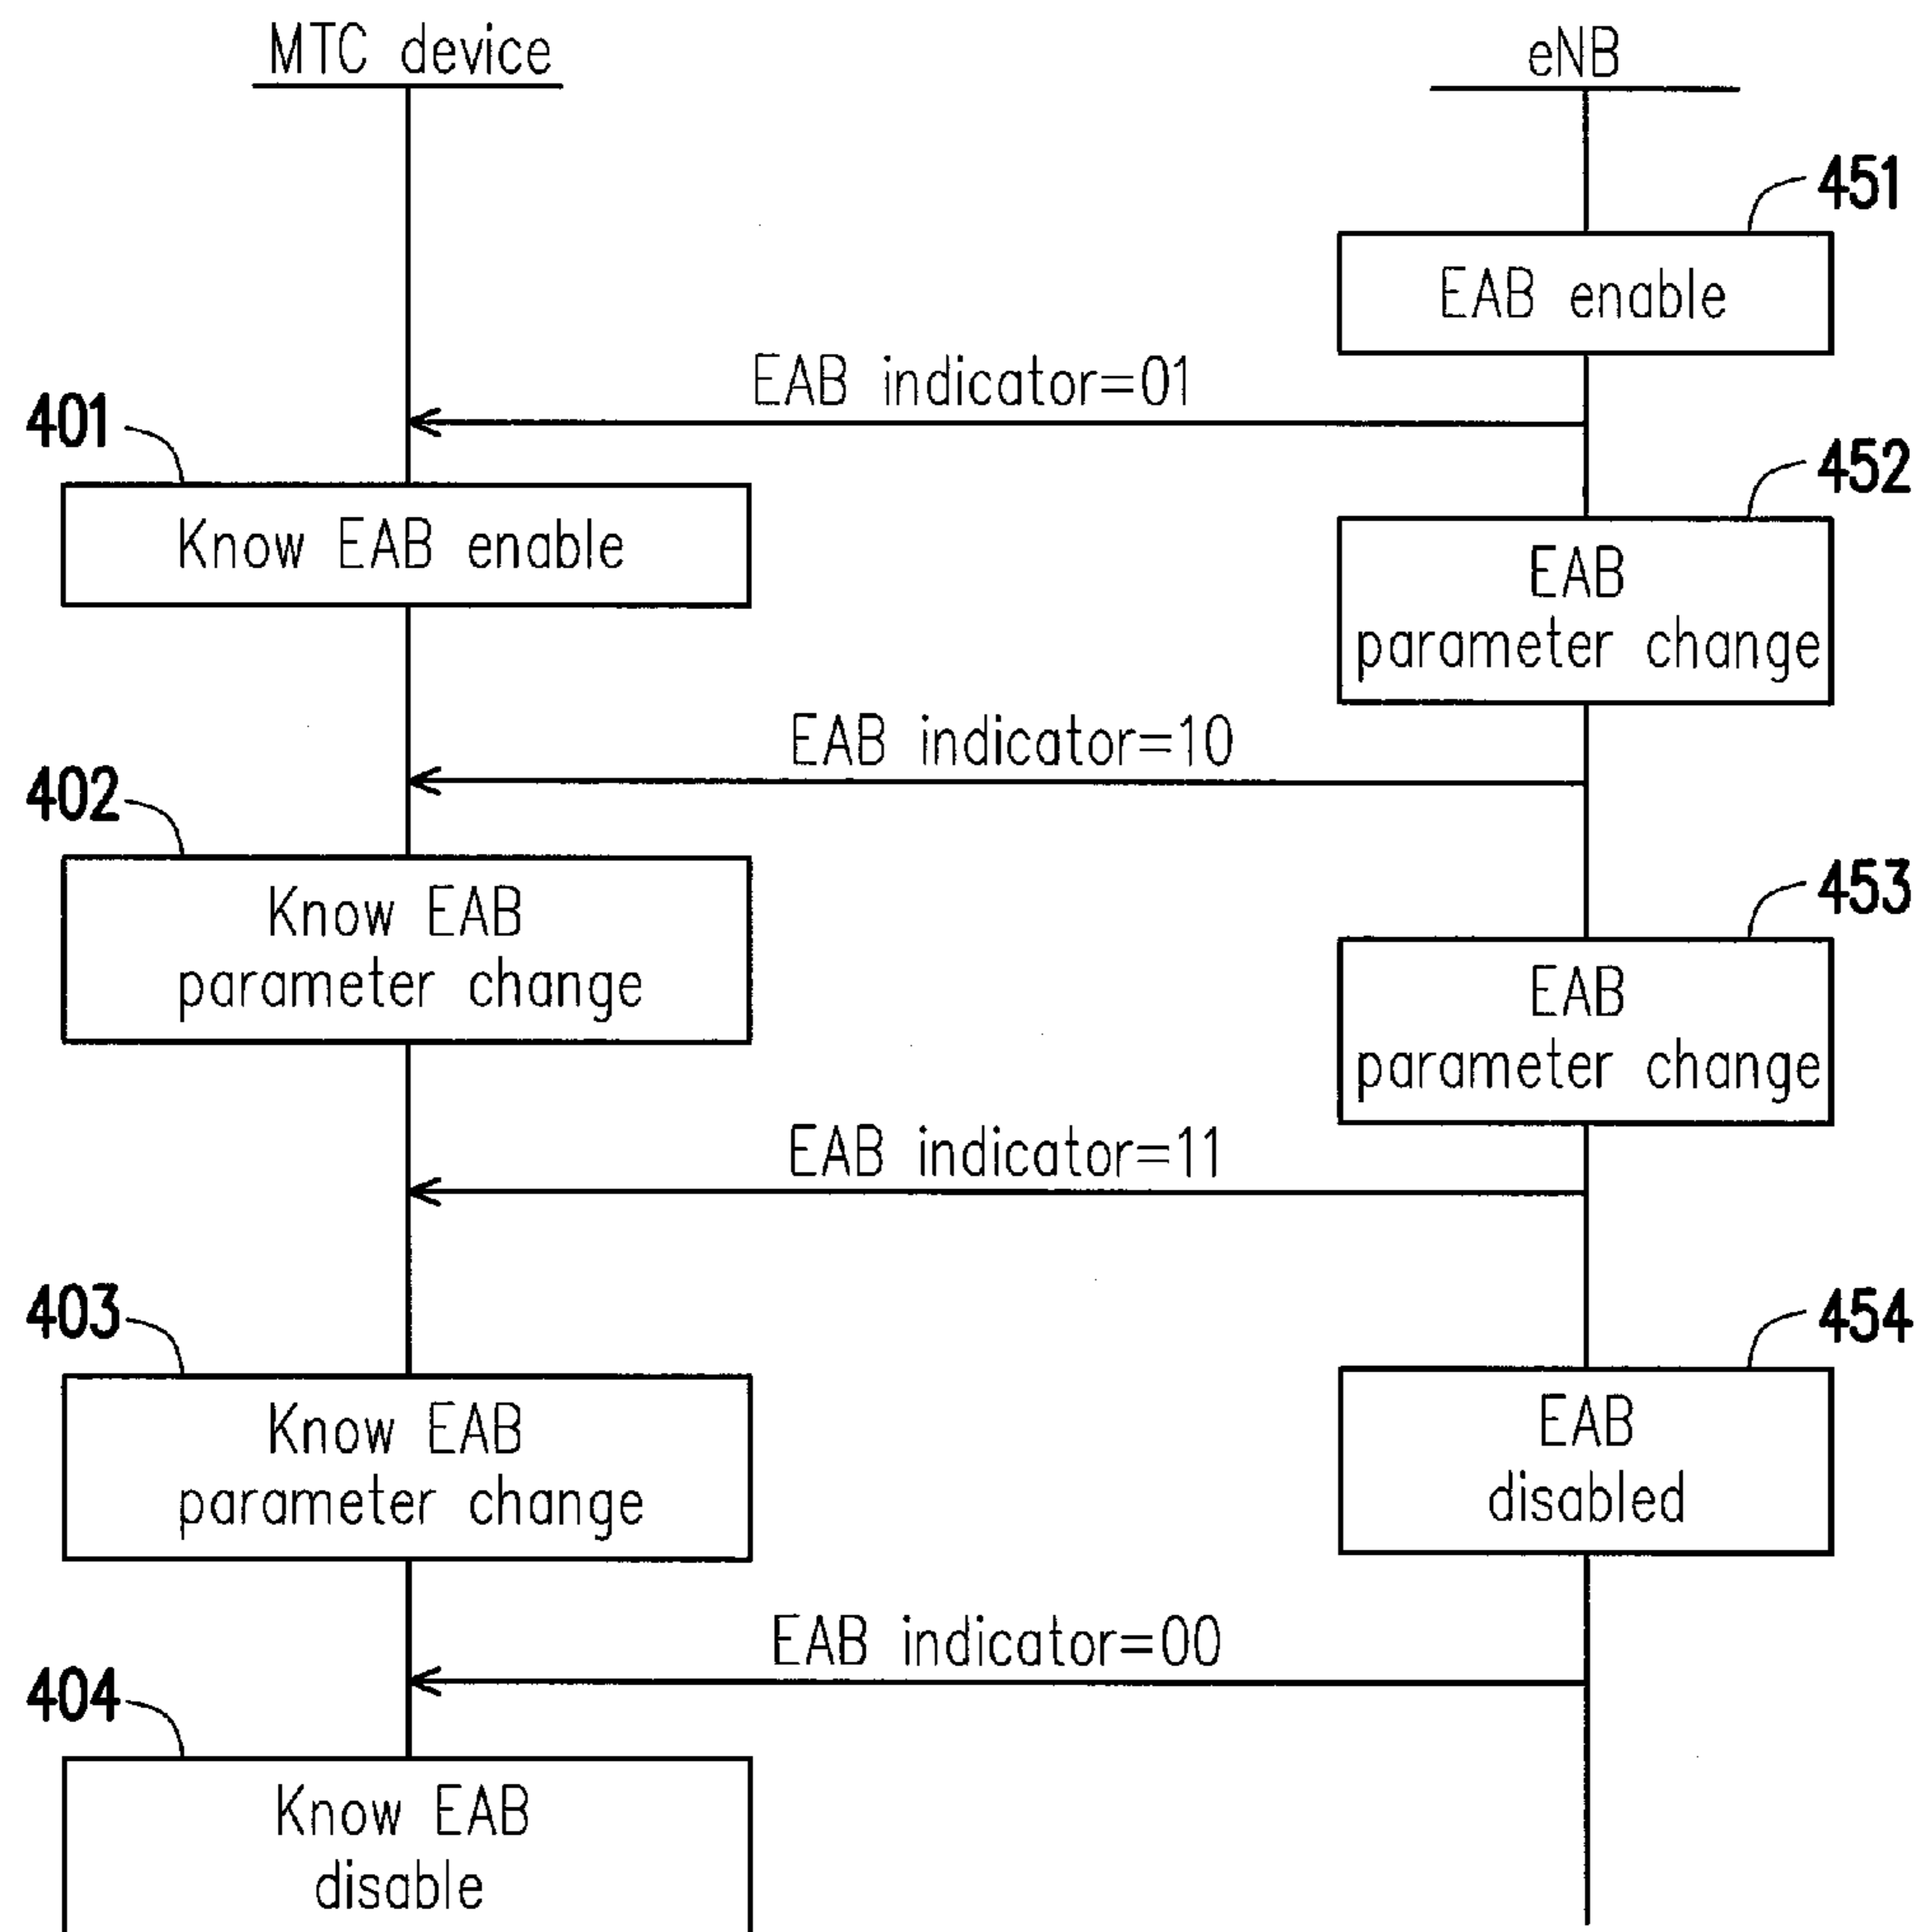 MTC device
eNB
451
EAB enable
EAB indicator=01
401
452
Know EAB enable
EAB
parameter change
EAB indicator=10
402
453
Know EAB
parameter change
EAB
parameter change
EAB indicator=11
403
454
Know EAB
parameter change
EAB
disabled
EAB indicator=00
404
Know EAB
disable